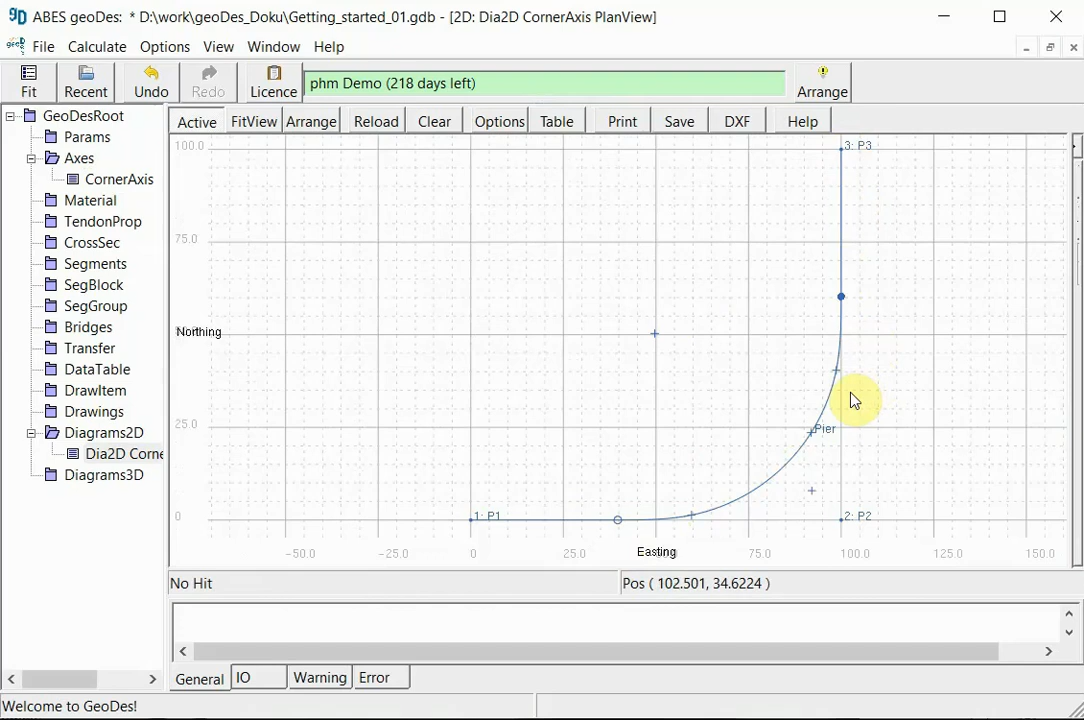 ABES geoDes:  * D:\work\geoDes_Doku\Getting_started_01.gdb - [2D: Dia2D CornerAxis PlanView]
File Calculate Options View Window Help
Fit Recent Undo Redo Licence phm Demo (218 days left) Arrange
Active FitView Arrange Reload Clear Options Table Print Save DXF Help
GeoDesRoot
Params
Axes
CornerAxis
Material
TendonProp
CrossSec
Segments
SegBlock
SegGroup
Bridges
Transfer
DataTable
DrawItem
Drawings
Diagrams2D
Dia2D Corne
Diagrams3D
100.0
75.0
Northing
25.0
0
3: P3
Pier
1: P1
2: P2
-50.0 -25.0 0 25.0 Easting 75.0 100.0 125.0 150.0
No Hit
Pos ( 102.501, 34.6224 )
General IO Warning Error
Welcome to GeoDes!